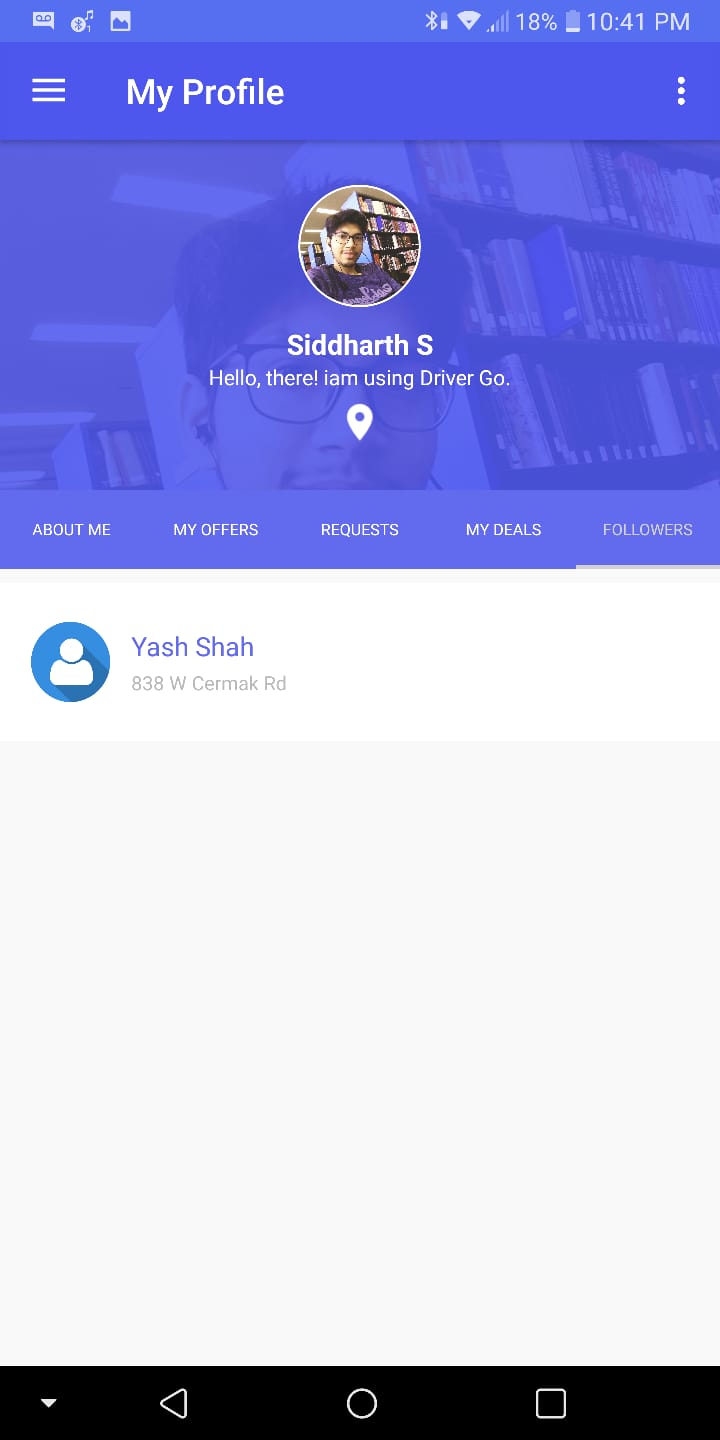 18% 10:41 PM
My Profile
Siddharth S
Hello, there! iam using Driver Go.
ABOUT ME MY OFFERS REQUESTS MY DEALS FOLLOWERS
Yash Shah
838 W Cermak Rd